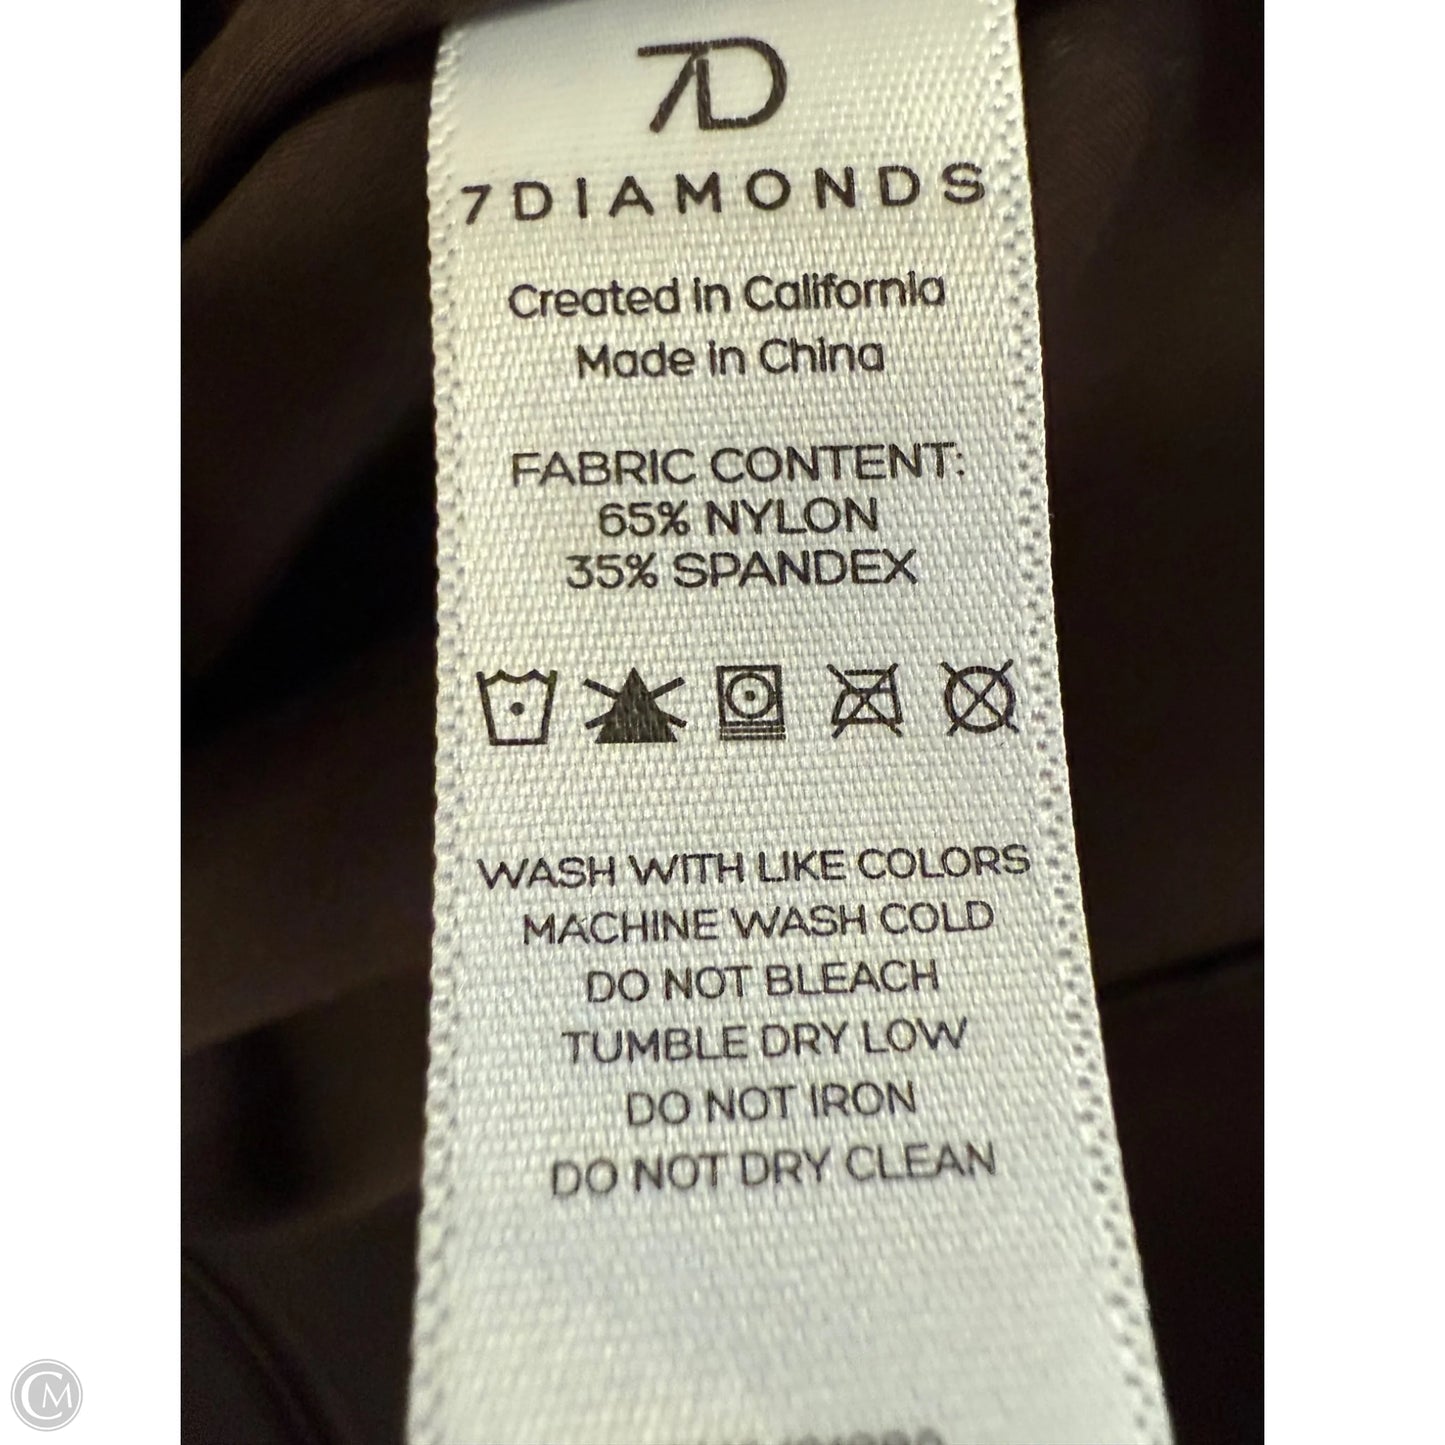 7D
7DIAMONDS
Created in California
Made in China
FABRIC CONTENT:
65% NYLON
35% SPANDEX
WASH WITH LIKE COLORS
MACHINE WASH COLD
DO NOT BLEACH
TUMBLE DRY LOW
DO NOT IRON
DO NOT DRY CLEAN
CM